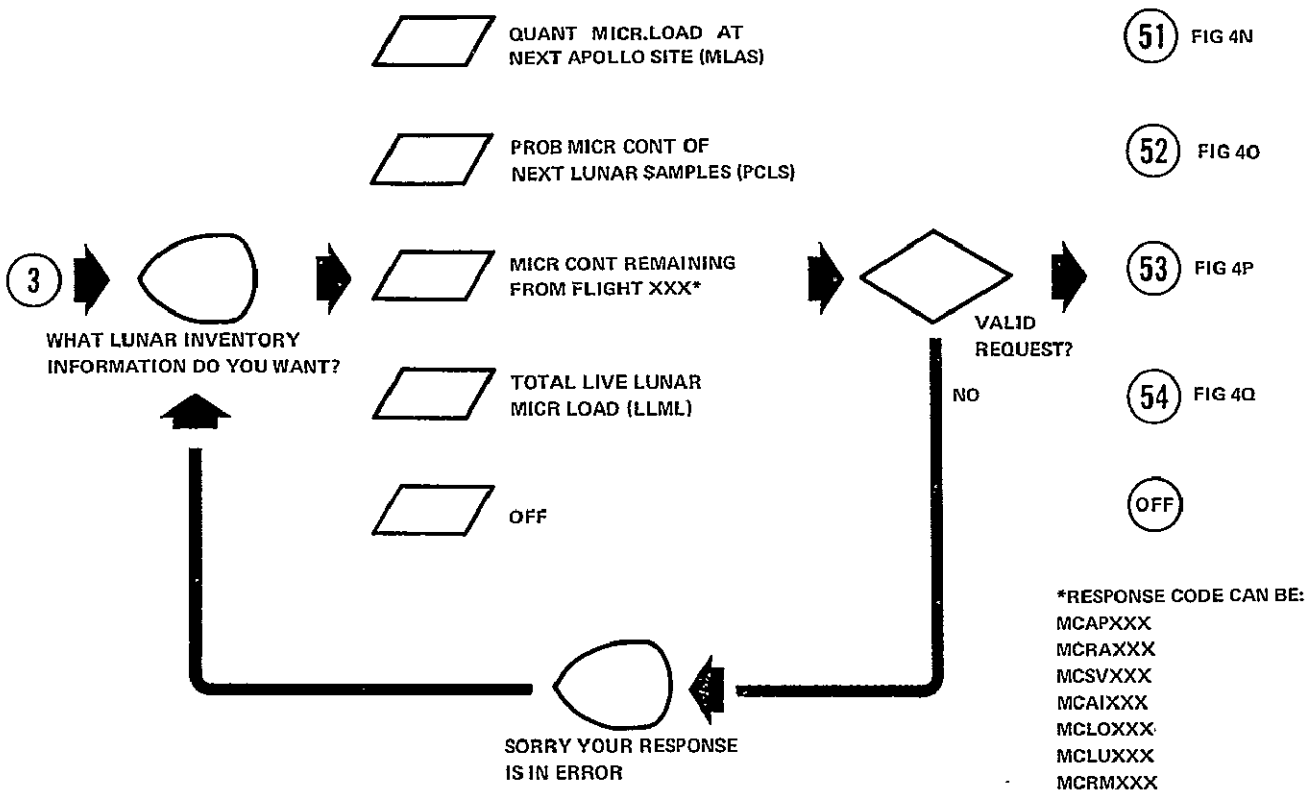 QUANT MICR.LOAD AT
NEXT APOLLO SITE (MLAS)
51 FIG 4N
PROB MICR CONT OF
NEXT LUNAR SAMPLES (PCLS)
52 FIG 4O
3
WHAT LUNAR INVENTORY
INFORMATION DO YOU WANT?
MICR CONT REMAINING
FROM FLIGHT XXX*
VALID
REQUEST?
53 FIG 4P
TOTAL LIVE LUNAR
MICR LOAD (LLML)
NO
54 FIG 4Q
OFF
OFF
SORRY YOUR RESPONSE
IS IN ERROR
*RESPONSE CODE CAN BE:
MCAPXXX
MCRAXXX
MCSVXXX
MCAIXXX
MCLOXXX
MCLUXXX
MCRMXXX